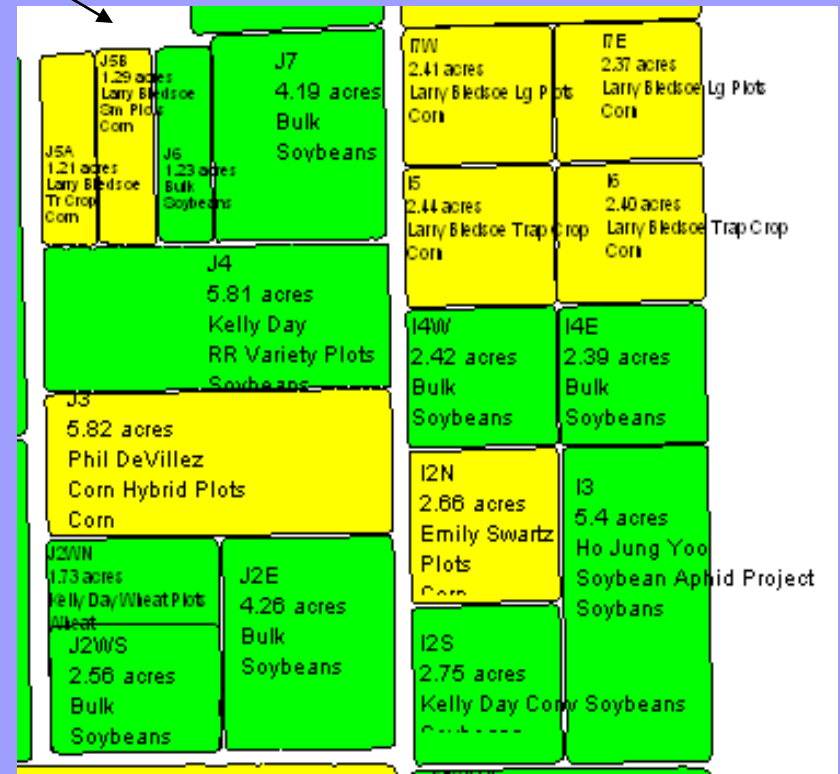 J5B
1.29 acres
Larry Bledsoe
Sm Plots
Corn
J5A
1.21 acres
Larry Bledsoe
Tr Crop
Corn
J6
1.23 acres
Bulk
Soybeans
J7
4.19 acres
Bulk
Soybeans
I7W
2.41 acres
Larry Bledsoe Lg Plots
Corn
I7E
2.37 acres
Larry Bledsoe Lg Plots
Corn
I5
2.44 acres
Larry Bledsoe Trap Crop
Corn
I6
2.40 acres
Larry Bledsoe Trap Crop
Corn
J4
5.81 acres
Kelly Day
RR Variety Plots
Soybeans
I4W
2.42 acres
Bulk
Soybeans
I4E
2.39 acres
Bulk
Soybeans
J3
5.82 acres
Phil DeVillez
Corn Hybrid Plots
Corn
I2N
2.66 acres
Emily Swartz
Plots
Corn
I3
5.4 acres
Ho Jung Yoo
Soybean Aphid Project
Soybans
J2WN
1.73 acres
Kelly Day Wheat Plots
Wheat
J2WS
2.56 acres
Bulk
Soybeans
J2E
4.26 acres
Bulk
Soybeans
I2S
2.75 acres
Kelly Day Conv Soybeans
Soybeans